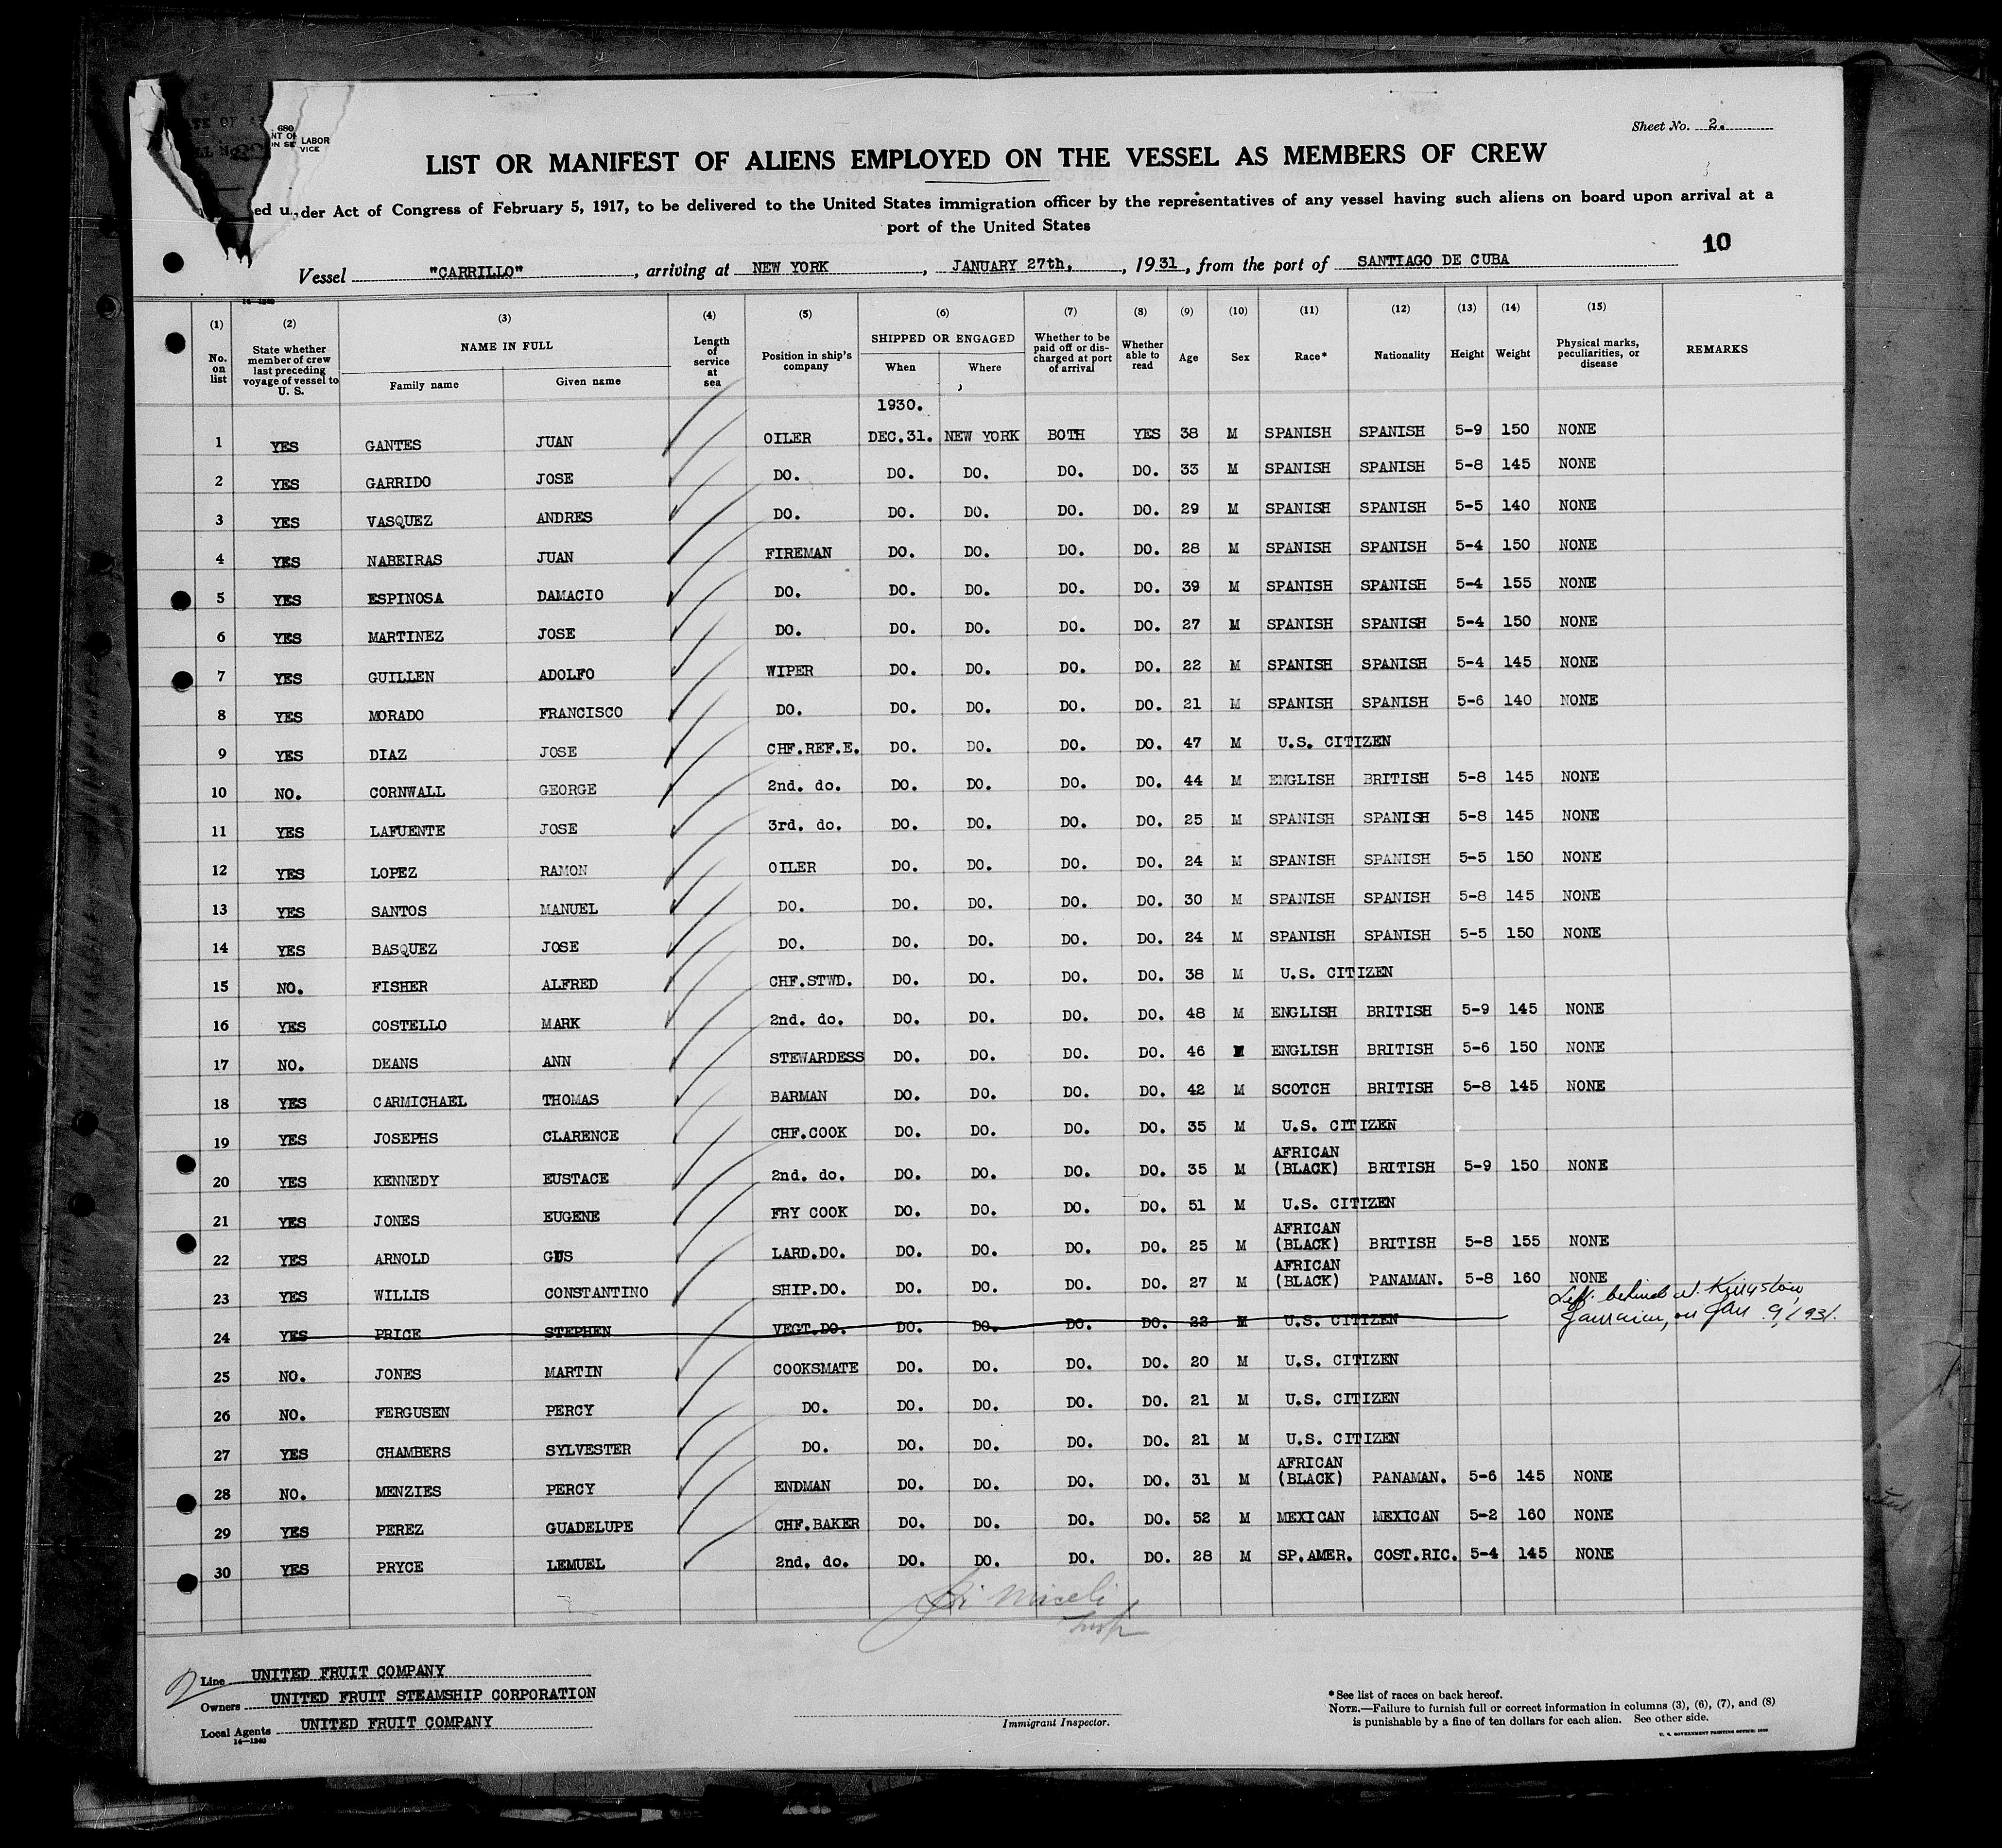 Sheet No. 2.
680
LABOR
VICE
LIST OR MANIFEST OF ALIENS EMPLOYED ON THE VESSEL AS MEMBERS OF CREW
der Act of Congress of February 5, 1917, to be delivered to the United States immigration officer by the representatives of any vessel having such aliens on board upon arrival at a
port of the United States
10
Vessel "CARRILLO", arriving at NEW YORK, JANUARY 27th, 1931, from the port of SANTIAGO DE CUBA
14-1240
(1) No. on list (2) State whether member of crew last preceding voyage of vessel to U. S. (3) NAME IN FULL Family name Given name (4) Length of service at sea (5) Position in ship's company (6) SHIPPED OR ENGAGED When Where (7) Whether to be paid off or discharged at port of arrival (8) Whether able to read (9) Age (10) Sex (11) Race* (12) Nationality (13) Height (14) Weight (15) Physical marks, peculiarities, or disease REMARKS
1930.
1 YES GANTES JUAN OILER DEC.31. NEW YORK BOTH YES 38 M SPANISH SPANISH 5-9 150 NONE
2 YES GARRIDO JOSE DO. DO. DO. DO. DO. 33 M SPANISH SPANISH 5-8 145 NONE
3 YES VASQUEZ ANDRES DO. DO. DO. DO. DO. 29 M SPANISH SPANISH 5-5 140 NONE
4 YES NABEIRAS JUAN FIREMAN DO. DO. DO. DO. 28 M SPANISH SPANISH 5-4 150 NONE
5 YES ESPINOSA DAMACIO DO. DO. DO. DO. DO. 39 M SPANISH SPANISH 5-4 155 NONE
6 YES MARTINEZ JOSE DO. DO. DO. DO. DO. 27 M SPANISH SPANISH 5-4 150 NONE
7 YES GUILLEN ADOLFO WIPER DO. DO. DO. DO. 22 M SPANISH SPANISH 5-4 145 NONE
8 YES MORADO FRANCISCO DO. DO. DO. DO. DO. 21 M SPANISH SPANISH 5-6 140 NONE
9 YES DIAZ JOSE CHF.REF.E. DO. DO. DO. DO. 47 M U.S. CITIZEN
10 NO. CORNWALL GEORGE 2nd. do. DO. DO. DO. DO. 44 M ENGLISH BRITISH 5-8 145 NONE
11 YES LAFUENTE JOSE 3rd. do. DO. DO. DO. DO. 25 M SPANISH SPANISH 5-8 145 NONE
12 YES LOPEZ RAMON OILER DO. DO. DO. DO. 24 M SPANISH SPANISH 5-5 150 NONE
13 YES SANTOS MANUEL DO. DO. DO. DO. DO. 30 M SPANISH SPANISH 5-8 145 NONE
14 YES BASQUEZ JOSE DO. DO. DO. DO. DO. 24 M SPANISH SPANISH 5-5 150 NONE
15 NO. FISHER ALFRED CHF.STWD. DO. DO. DO. DO. 38 M U.S. CITIZEN
16 YES COSTELLO MARK 2nd. do. DO. DO. DO. DO. 48 M ENGLISH BRITISH 5-9 145 NONE
17 NO. DEANS ANN STEWARDESS DO. DO. DO. DO. 46 ENGLISH BRITISH 5-6 150 NONE
18 YES CARMICHAEL THOMAS BARMAN DO. DO. DO. DO. 42 M SCOTCH BRITISH 5-8 145 NONE
19 YES JOSEPHS CLARENCE CHF.COOK DO. DO. DO. DO. 35 M U.S. CITIZEN
20 YES KENNEDY EUSTACE 2nd. do. DO. DO. DO. DO. 35 M AFRICAN (BLACK) BRITISH 5-9 150 NONE
21 YES JONES EUGENE FRY COOK DO. DO. DO. DO. 51 M U.S. CITIZEN
22 YES ARNOLD GUS LARD.DO. DO. DO. DO. DO. 25 M AFRICAN (BLACK) BRITISH 5-8 155 NONE
23 YES WILLIS CONSTANTINO SHIP.DO. DO. DO. DO. DO. 27 M AFRICAN (BLACK) PANAMAN. 5-8 160 NONE
24 YES PRICE STEPHEN VEGT.DO. DO. DO. DO. DO. 22 M U.S. CITIZEN Left behind at Kingston,
Jamaica, on Jan. 9, 1931.
25 NO. JONES MARTIN COOKSMATE DO. DO. DO. DO. 20 M U.S. CITIZEN
26 NO. FERGUSEN PERCY DO. DO. DO. DO. DO. 21 M U.S. CITIZEN
27 YES CHAMBERS SYLVESTER DO. DO. DO. DO. DO. 21 M U.S. CITIZEN
28 NO. MENZIES PERCY ENDMAN DO. DO. DO. DO. 31 M AFRICAN (BLACK) PANAMAN. 5-6 145 NONE
29 YES PEREZ GUADELUPE CHF.BAKER DO. DO. DO. DO. 52 M MEXICAN MEXICAN 5-2 160 NONE
30 YES PRYCE LEMUEL 2nd. do. DO. DO. DO. DO. 28 M SP.AMER. COST.RIC. 5-4 145 NONE
Miceli
Insp
Line UNITED FRUIT COMPANY
Owners UNITED FRUIT STEAMSHIP CORPORATION
Local Agents UNITED FRUIT COMPANY
14-1240
Immigrant Inspector.
*See list of races on back hereof.
NOTE.—Failure to furnish full or correct information in columns (3), (6), (7), and (8)
is punishable by a fine of ten dollars for each alien. See other side.
U. S. GOVERNMENT PRINTING OFFICE: